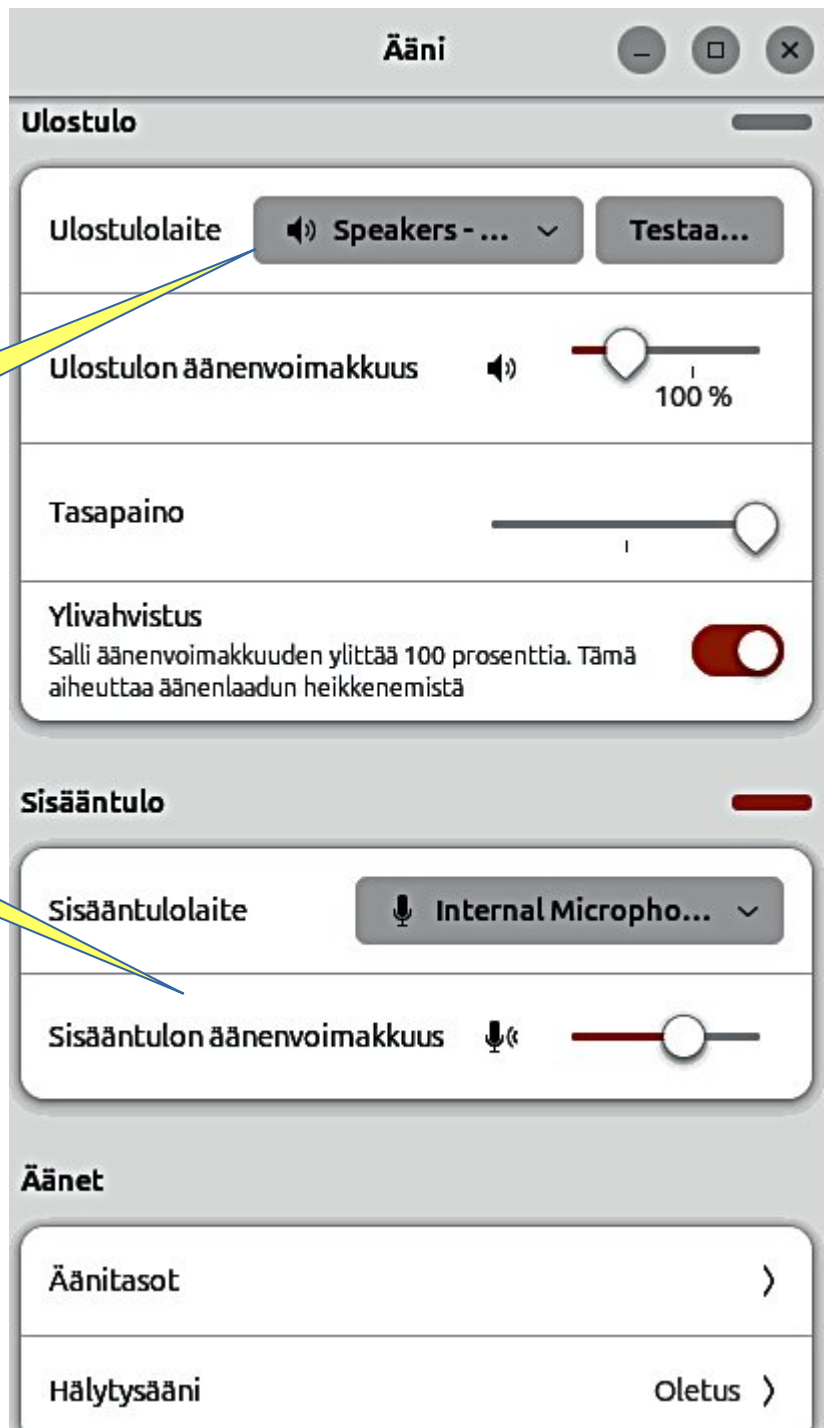 Ääni
Ulostulo
Ulostulolaite Speakers - ... Testaa...
Ulostulon äänenvoimakkuus
100 %
Tasapaino
Ylivahvistus
Salli äänenvoimakkuuden ylittää 100 prosenttia. Tämä
aiheuttaa äänenlaadun heikkenemistä
Sisääntulo
Sisääntulolaite Internal Micropho...
Sisääntulon äänenvoimakkuus
Äänet
Äänitasot
Hälytysääni Oletus